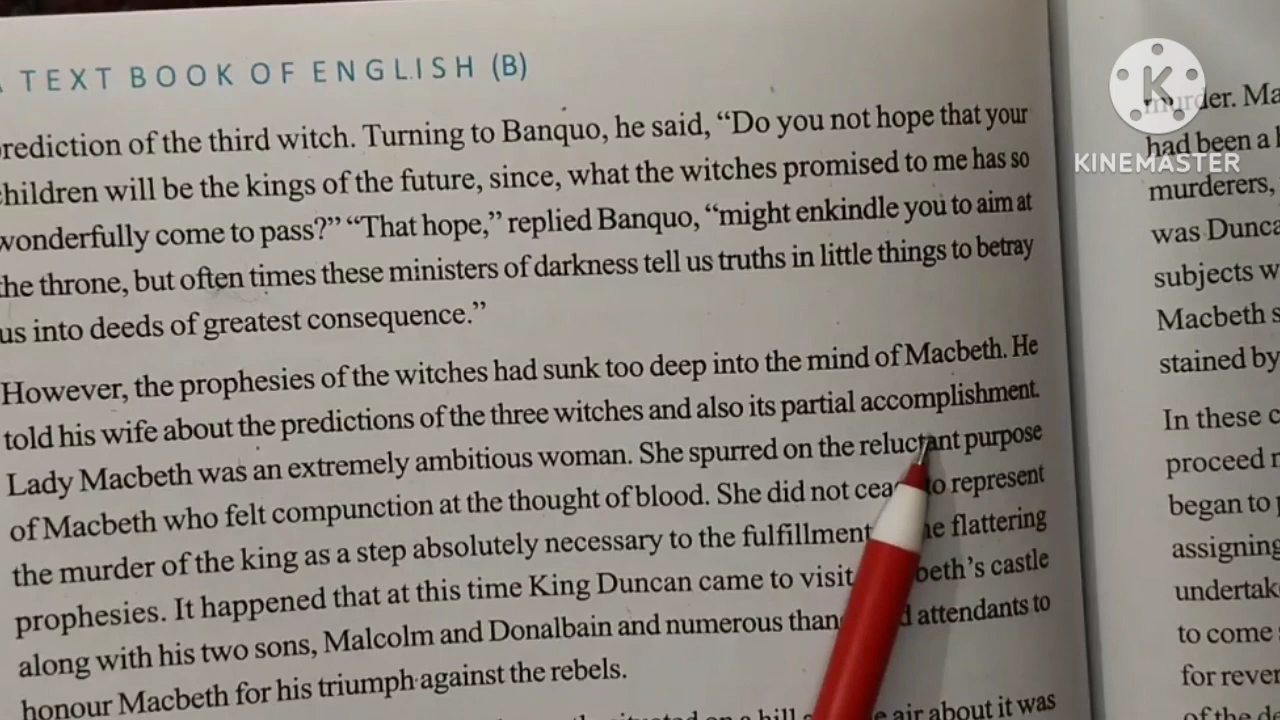 TEXT BOOK OF ENGLISH (B)
rediction of the third witch. Turning to Banquo, he said, “Do you not hope that your
children will be the kings of the future, since, what the witches promised to me has so
wonderfully come to pass?” “That hope,” replied Banquo, “might enkindle you to aim at
the throne, but often times these ministers of darkness tell us truths in little things to betray
us into deeds of greatest consequence.”
However, the prophesies of the witches had sunk too deep into the mind of Macbeth. He
told his wife about the predictions of the three witches and also its partial accomplishment.
Lady Macbeth was an extremely ambitious woman. She spurred on the reluctant purpose
of Macbeth who felt compunction at the thought of blood. She did not cea to represent
the murder of the king as a step absolutely necessary to the fulfillment he flattering
prophesies. It happened that at this time King Duncan came to visit beth’s castle
along with his two sons, Malcolm and Donalbain and numerous than d attendants to
honour Macbeth for his triumph against the rebels.
on a hill air about it was
murder. Ma
had been a
murderers,
was Dunca
subjects w
Macbeth s
stained by
In these c
proceed
began to
assigning
undertak
to come
for rever
of the d
K
KINEMASTER